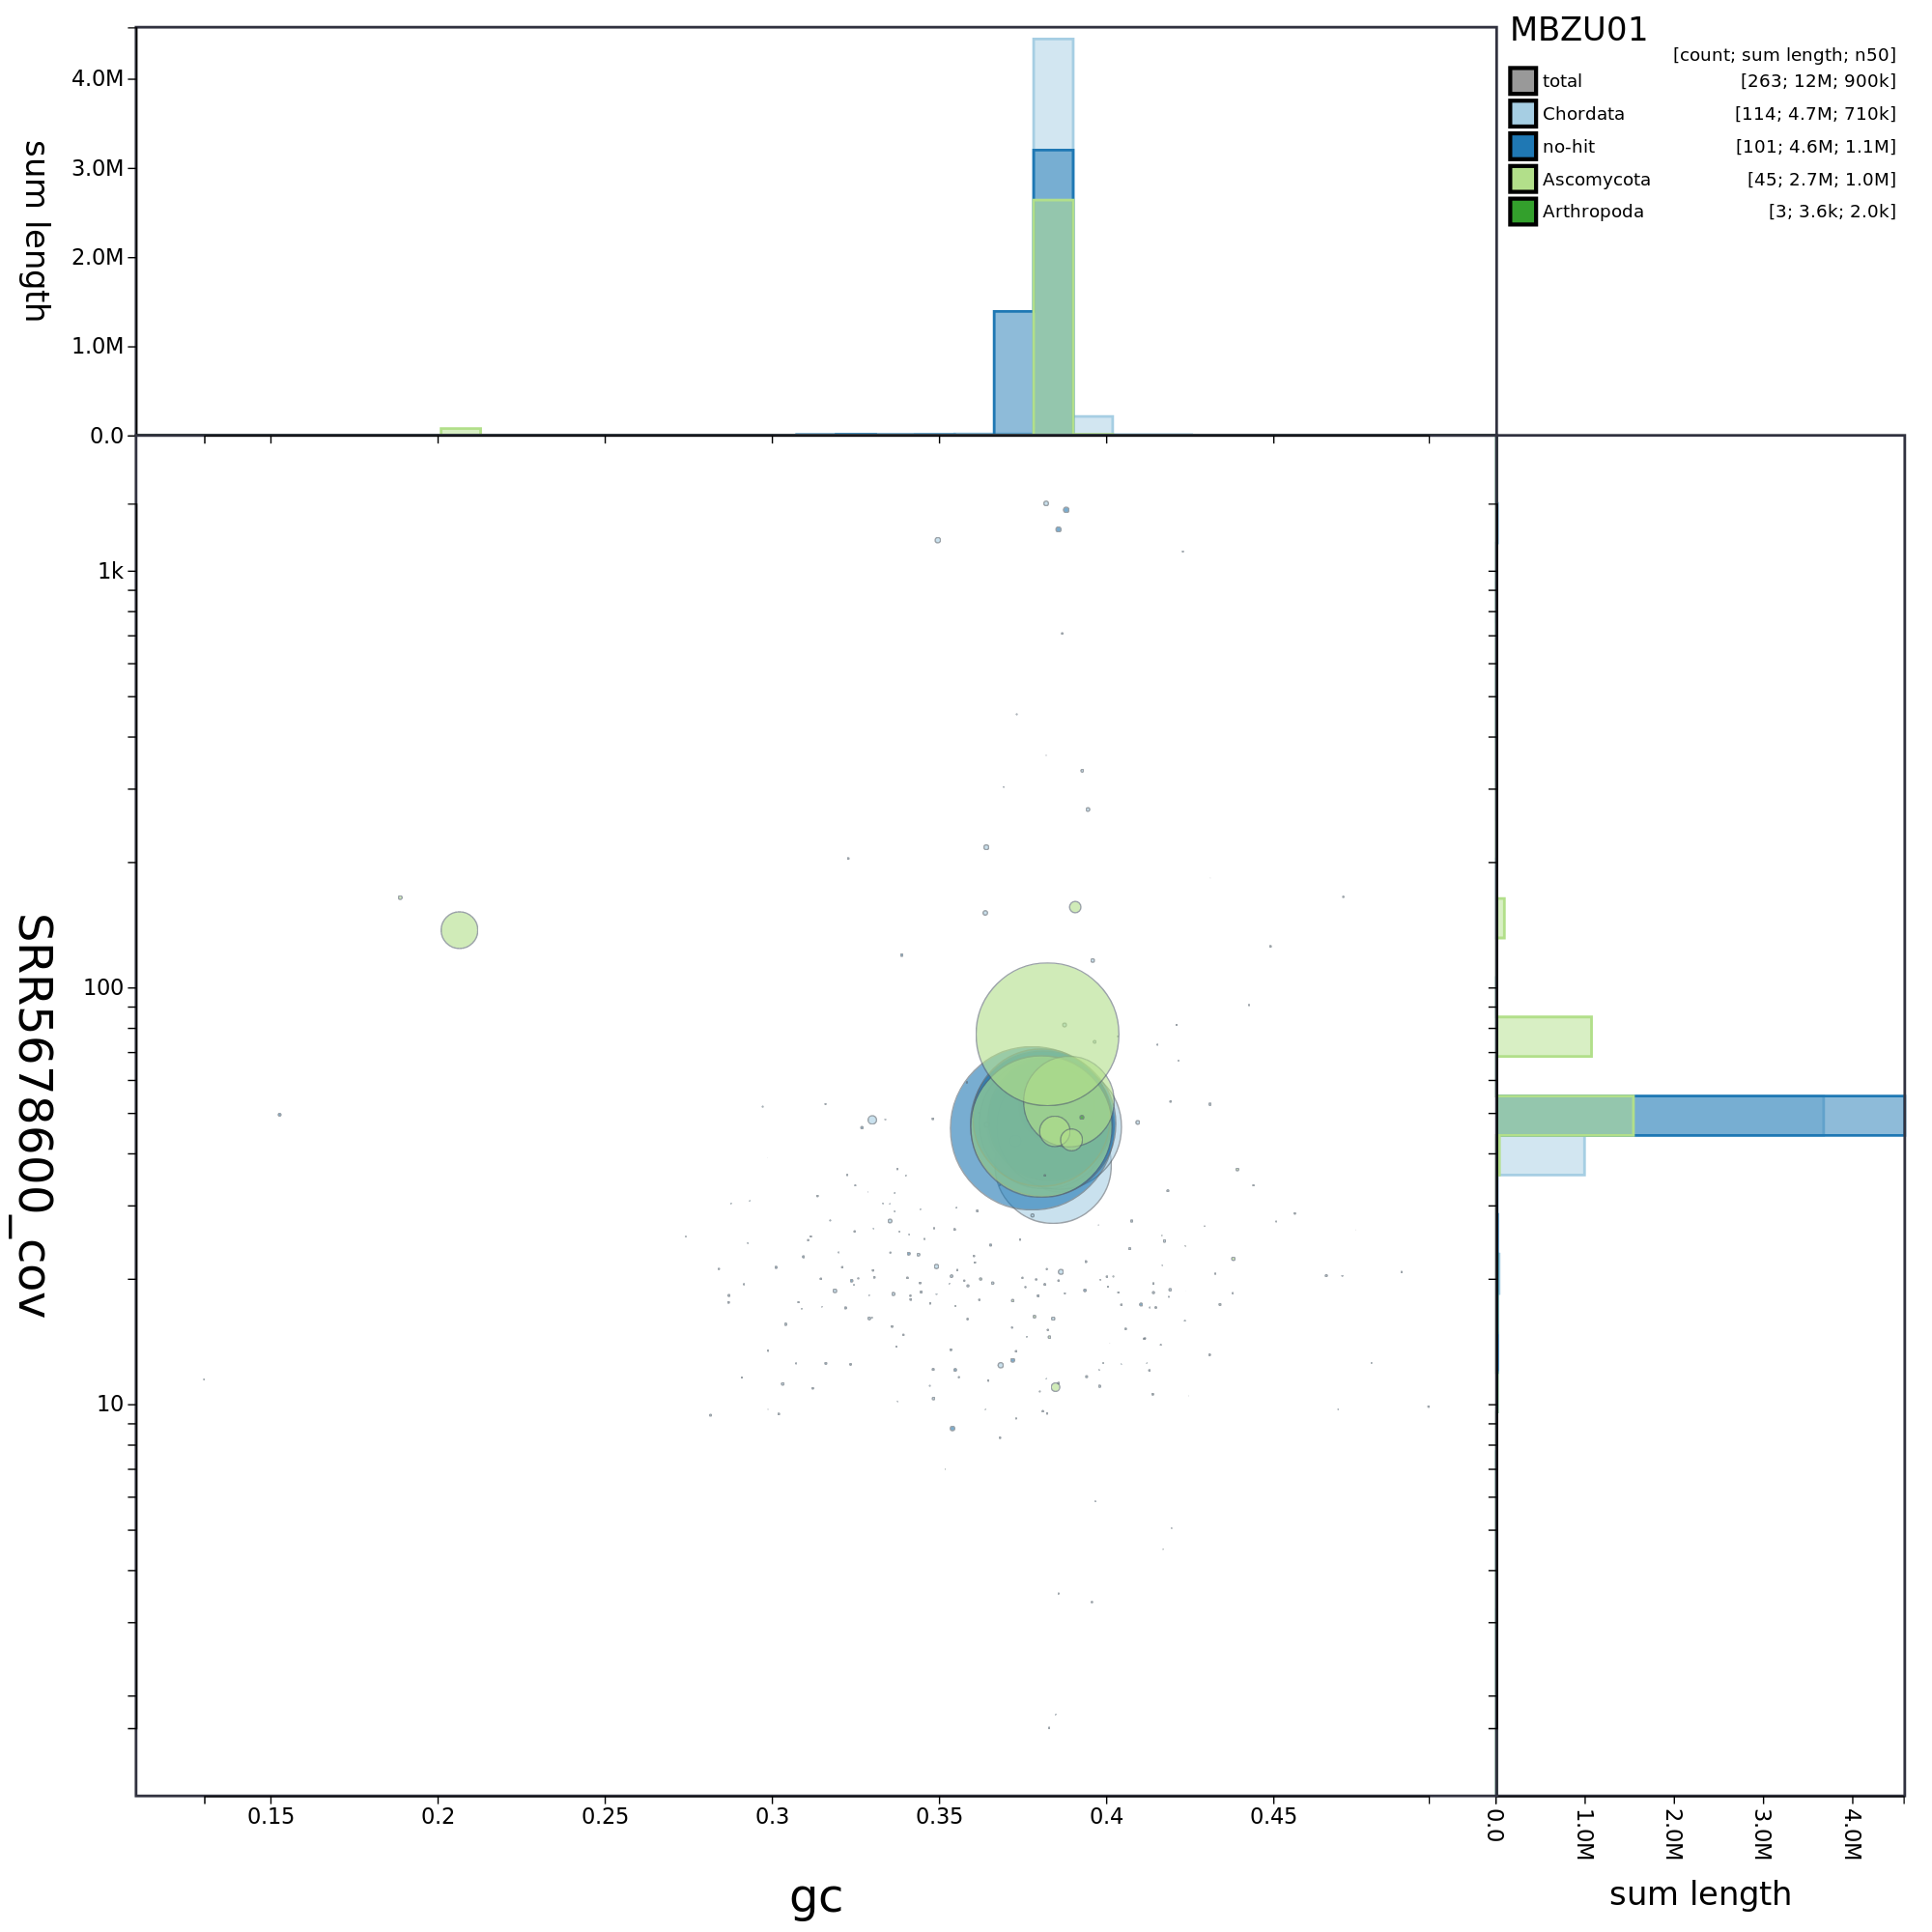 MBZU01
[count; sum length; n50]
total [263; 12M; 900k]
Chordata [114; 4.7M; 710k]
no-hit [101; 4.6M; 1.1M]
Ascomycota [45; 2.7M; 1.0M]
Arthropoda [3; 3.6k; 2.0k]
sum length
4.0M
3.0M
2.0M
1.0M
0.0
SRR5678600_cov
1k
100
10
0.15 0.2 0.25 0.3 0.35 0.4 0.45
gc
0.0 1.0M 2.0M 3.0M 4.0M
sum length